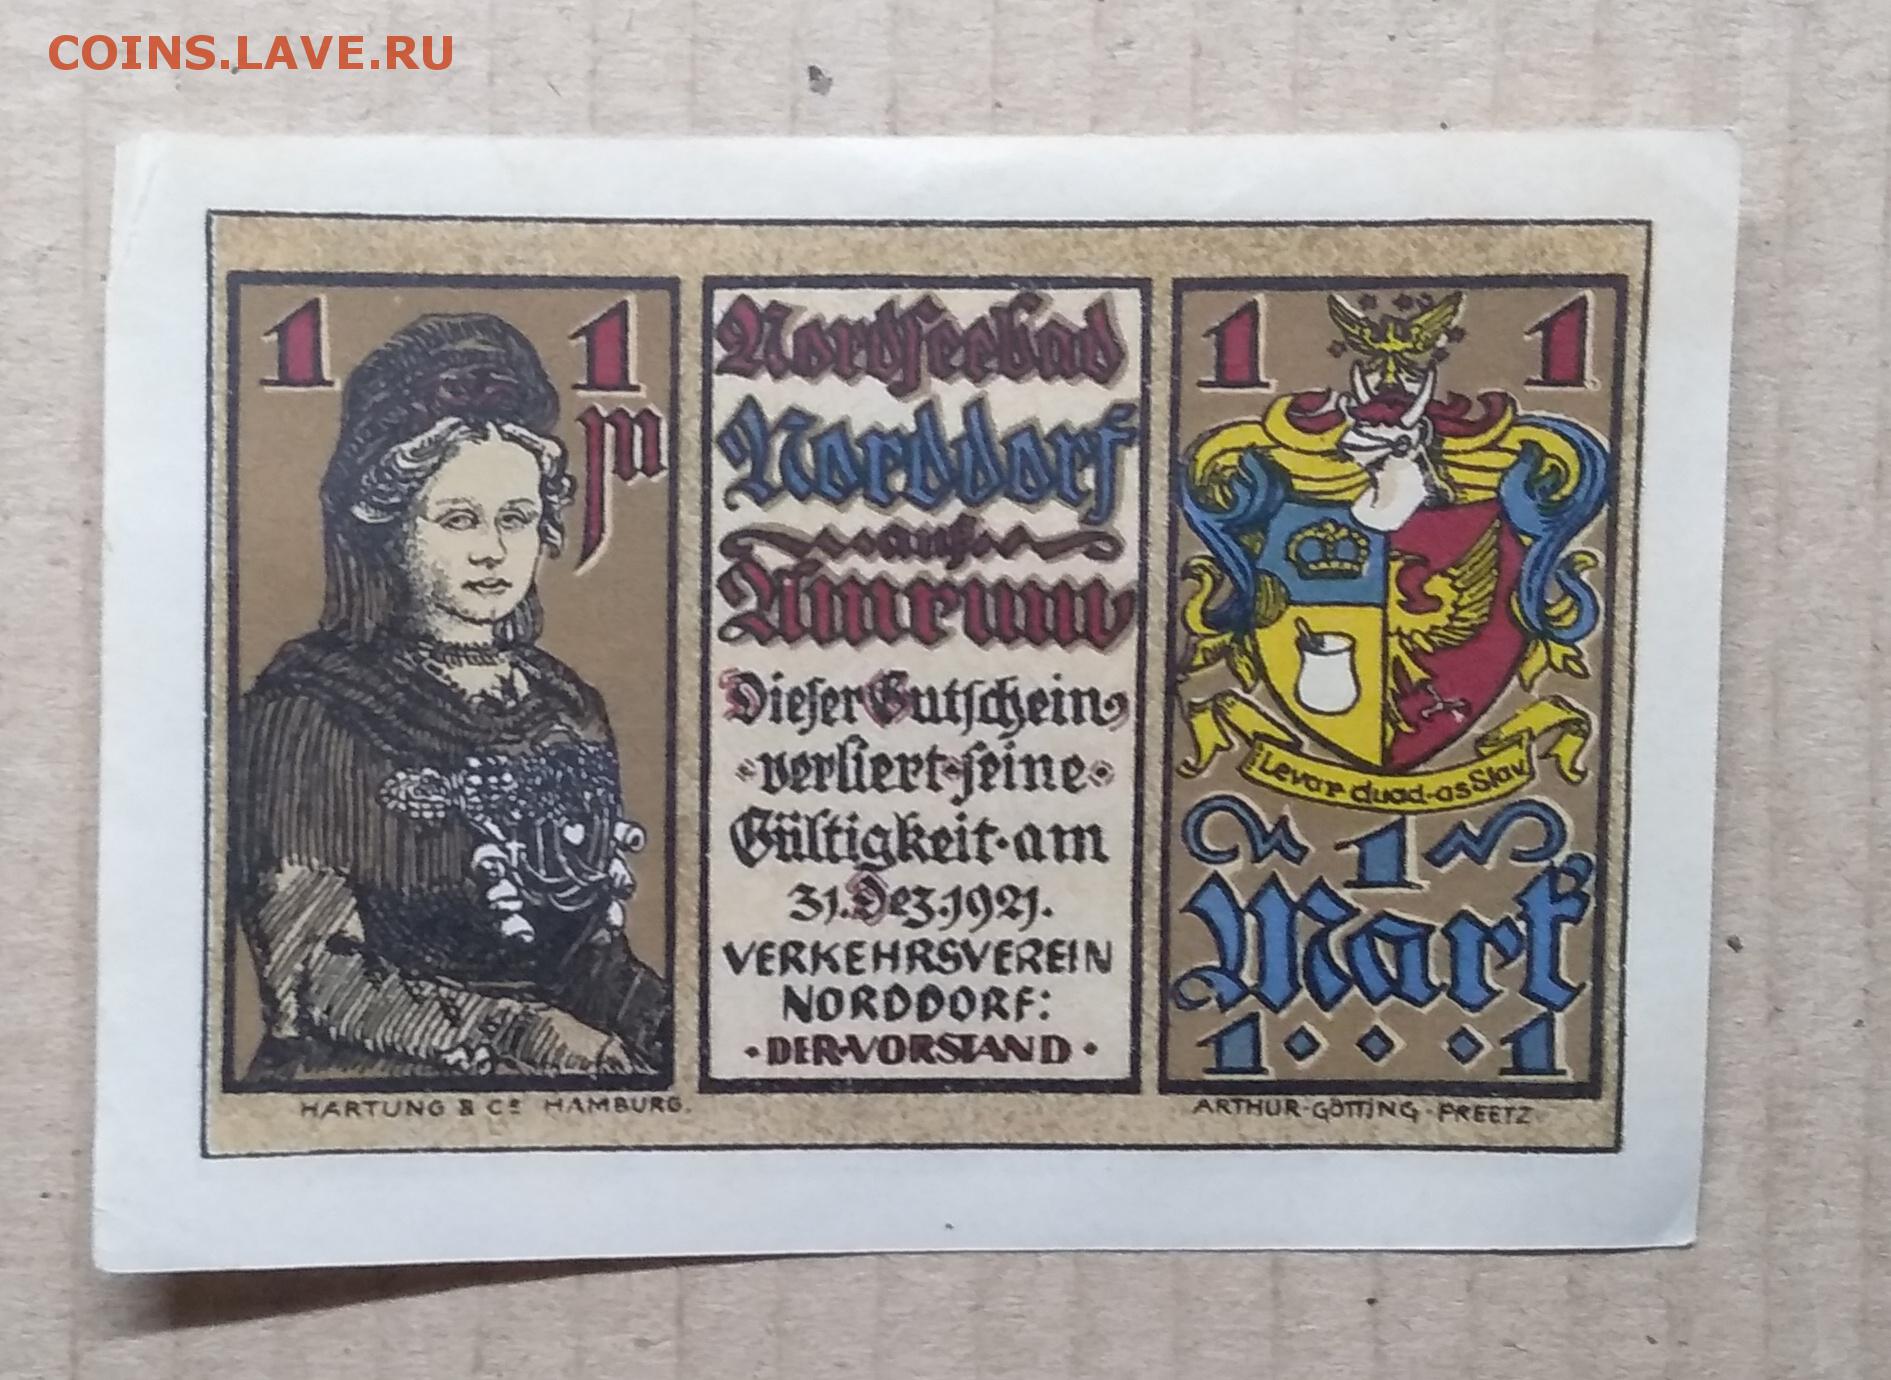 COINS.LAVE.RU
1 1
M
Nordseebad
Norddorf
auf
Amrum
Dieser Gutschein
verliert seine
Gültigkeit·am
31.Dez.1921.
VERKEHRSVEREIN
NORDDORF:
·DER·VORSTAND·
1 1
Lewar duad-as Slav
1
Mark
1 1
HARTUNG & Co HAMBURG.
ARTHUR-GÖTTING-PREETZ.